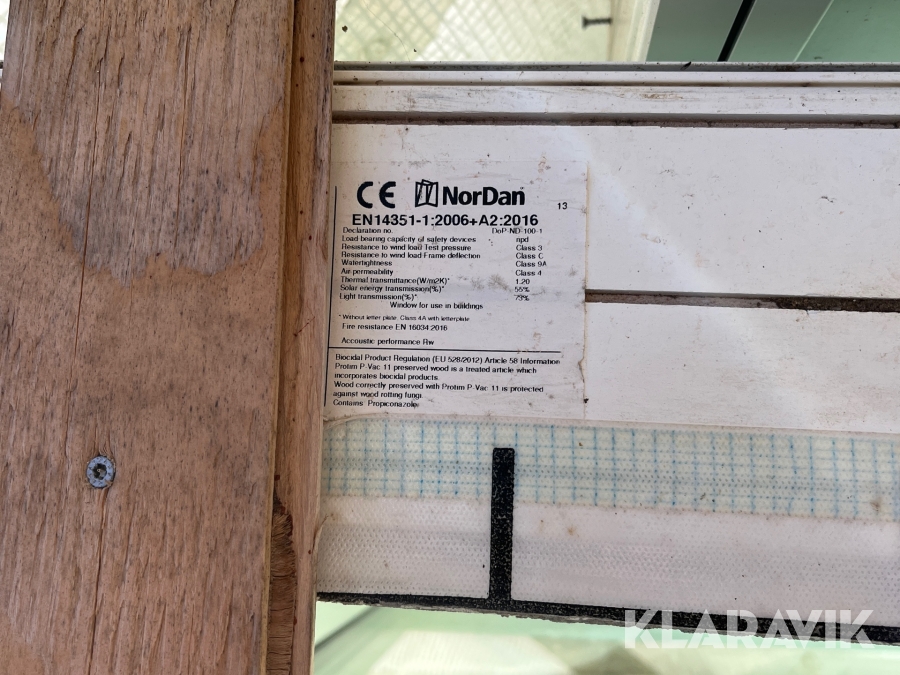 CE NorDan 13
EN14351-1:2006+A2:2016
Declaration no. DoP-ND-100-1
Load bearing capcity of safety devices npd
Resistance to wind load Test pressure Class 3
Resistance to wind load Frame deflection Class C
Watertightness Class 9A
Air permeability Class 4
Thermal transmittance(W/m2K)* 1.20
Solar energy transmission(%)* 55%
Light transmission(%)* 73%
Window for use in buildings
* Without letter plate. Class 4A with letterplate.
Fire resistance EN 16034:2016
Accoustic performance Rw
Biocidal Product Regulation (EU 528/2012) Article 58 Information
Protim P-Vac 11 preserved wood is a treated article which
incorporates biocidal products.
Wood correctly preserved with Protim P-Vac 11 is protected
against wood rotting fungi.
Contains: Propiconazole
KLARAVIK